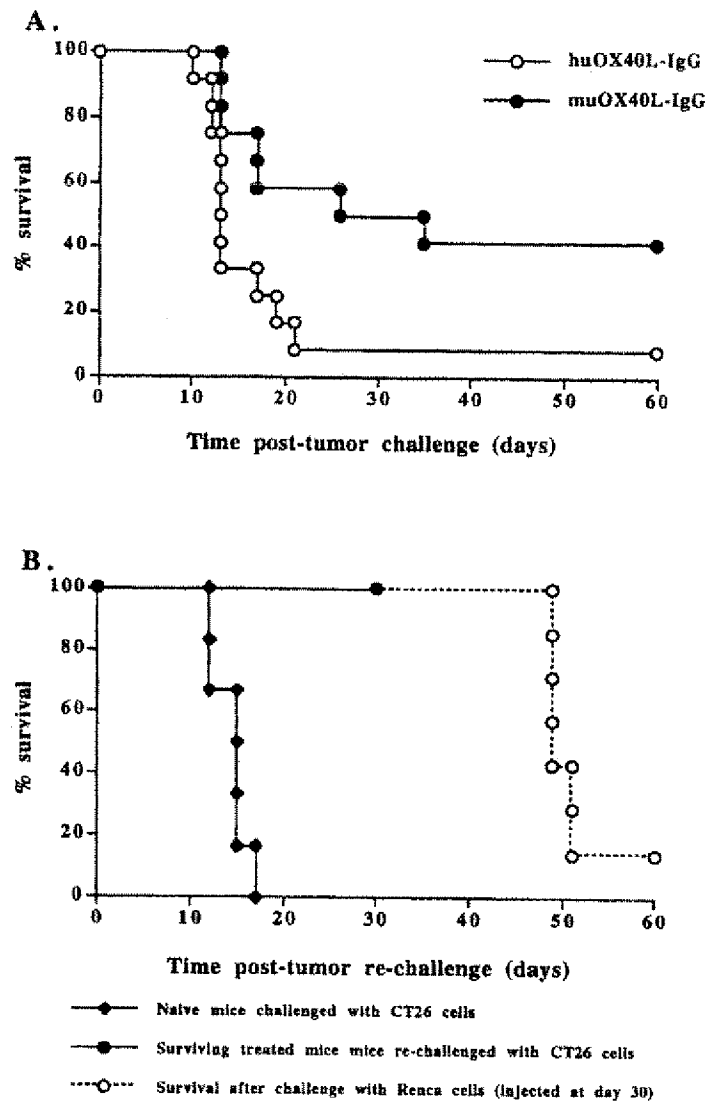 A.
100
80
60
40
20
0
% survival
huOX40L-IgG
muOX40L-IgG
0 10 20 30 40 50 60
Time post-tumor challenge (days)
B.
100
80
60
40
20
0
% survival
0 10 20 30 40 50 60
Time post-tumor re-challenge (days)
Naive mice challenged with CT26 cells
Surviving treated mice mice re-challenged with CT26 cells
Survival after challenge with Renca cells (injected at day 30)